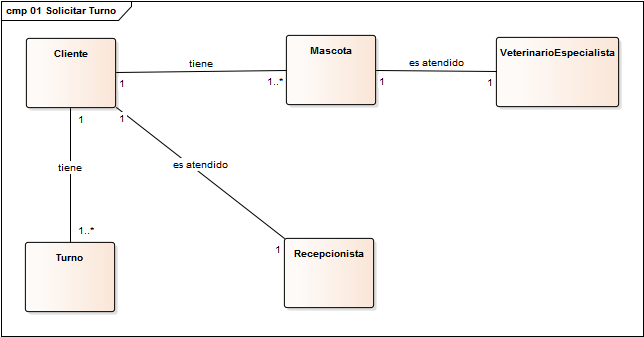 cmp 01 Solicitar Turno
Cliente
tiene
1
1..*
Mascota
es atendido
1
1
VeterinarioEspecialista
1
tiene
1..*
Turno
1
es atendido
1
Recepcionista